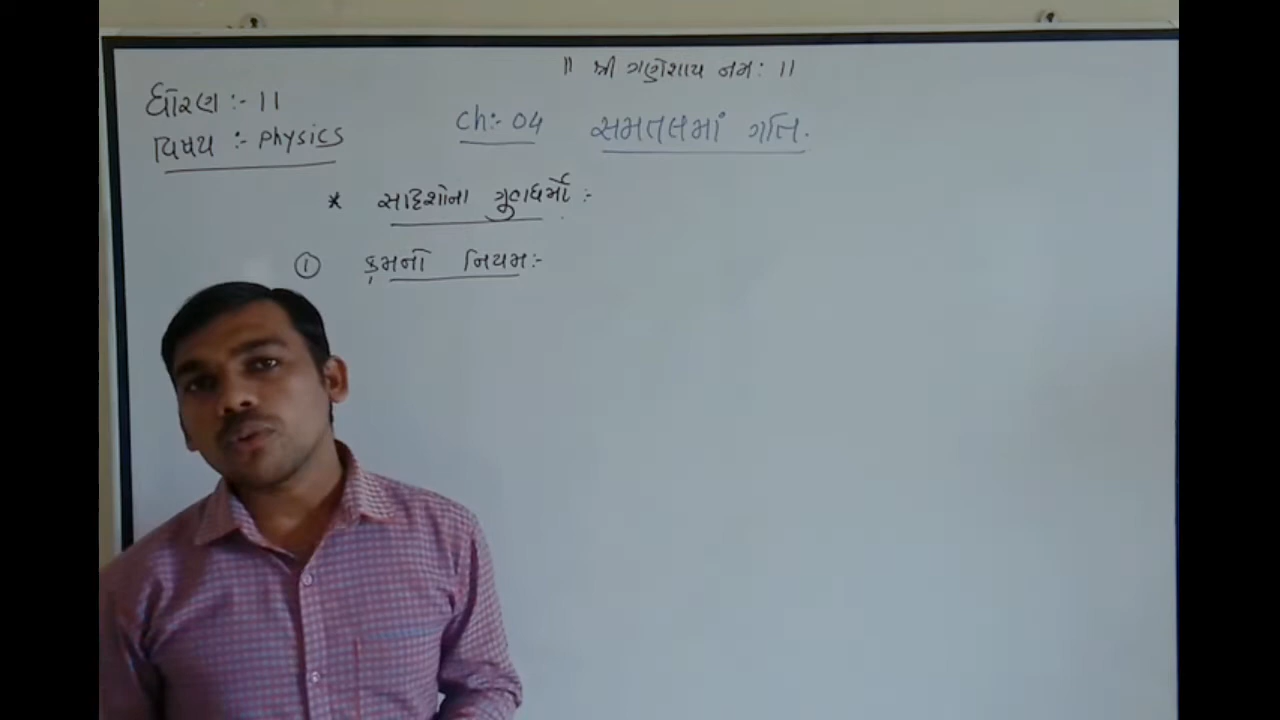 ॥ શ્રી ગણેશાય નમઃ ॥
ધોરણ :- 11
વિષય :- Physics
Ch:- 04 સમતલમાં ગતિ.
* સદિશોના ગુણધર્મો :-
① ક્રમનો નિયમ:-